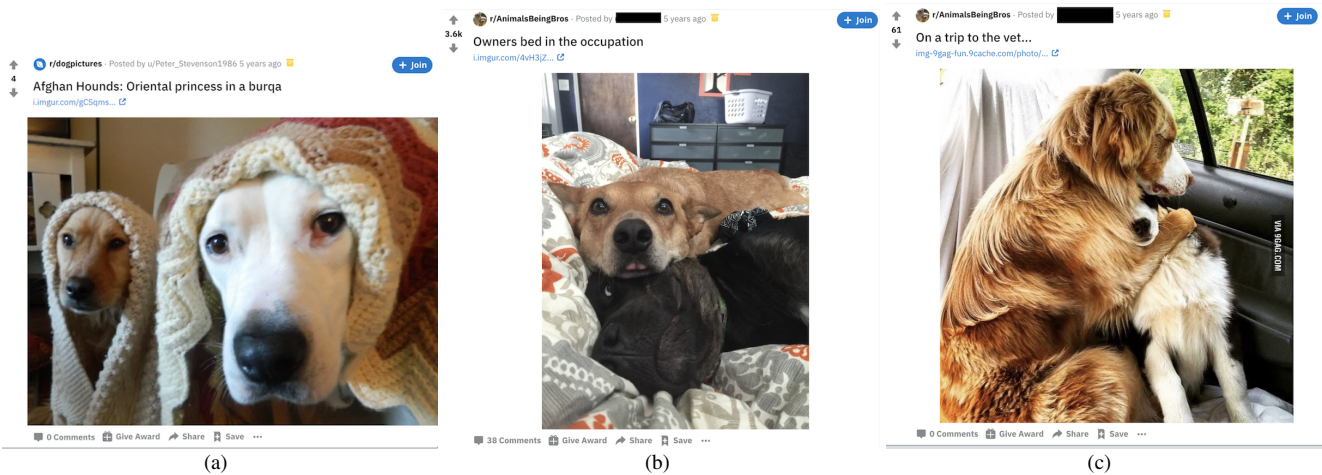 r/dogpictures · Posted by u/Peter_Stevenson1986 5 years ago
+ Join
4
Afghan Hounds: Oriental princess in a burqa
i.imgur.com/gCSqms...
0 Comments Give Award Share Save ...
(a)
r/AnimalsBeingBros · Posted by 5 years ago
+ Join
3.6k
Owners bed in the occupation
i.imgur.com/4vH3jZ...
38 Comments Give Award Share Save ...
(b)
r/AnimalsBeingBros · Posted by 5 years ago
+ Join
61
On a trip to the vet...
img-9gag-fun.9cache.com/photo/...
VIA 9GAG.COM
0 Comments Give Award Share Save ...
(c)